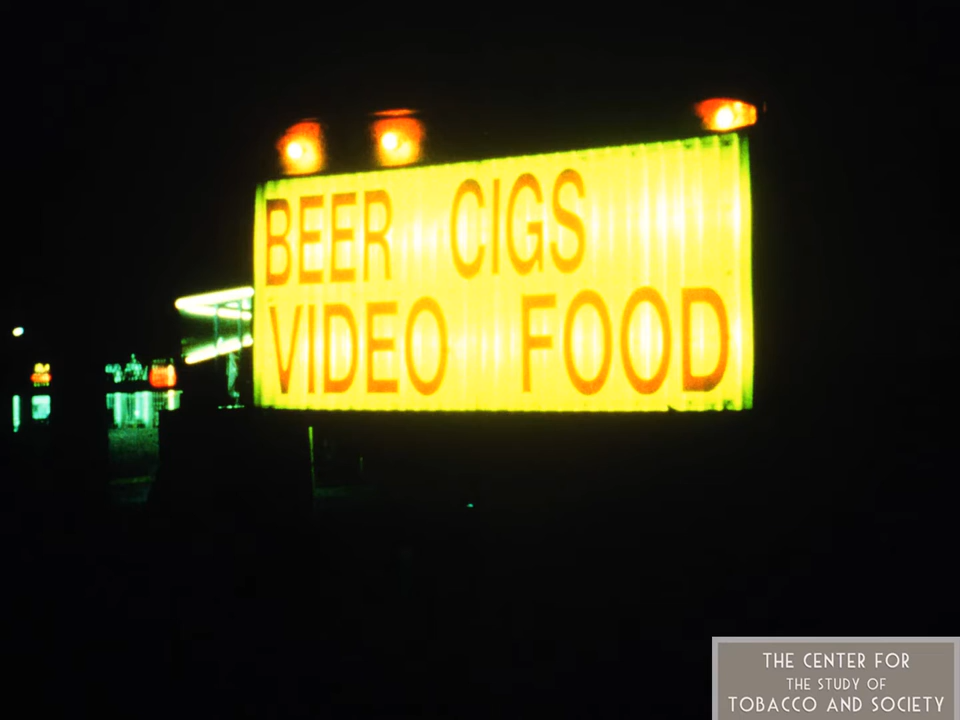 BEER CIGS
VIDEO FOOD
THE CENTER FOR
THE STUDY OF
TOBACCO AND SOCIETY